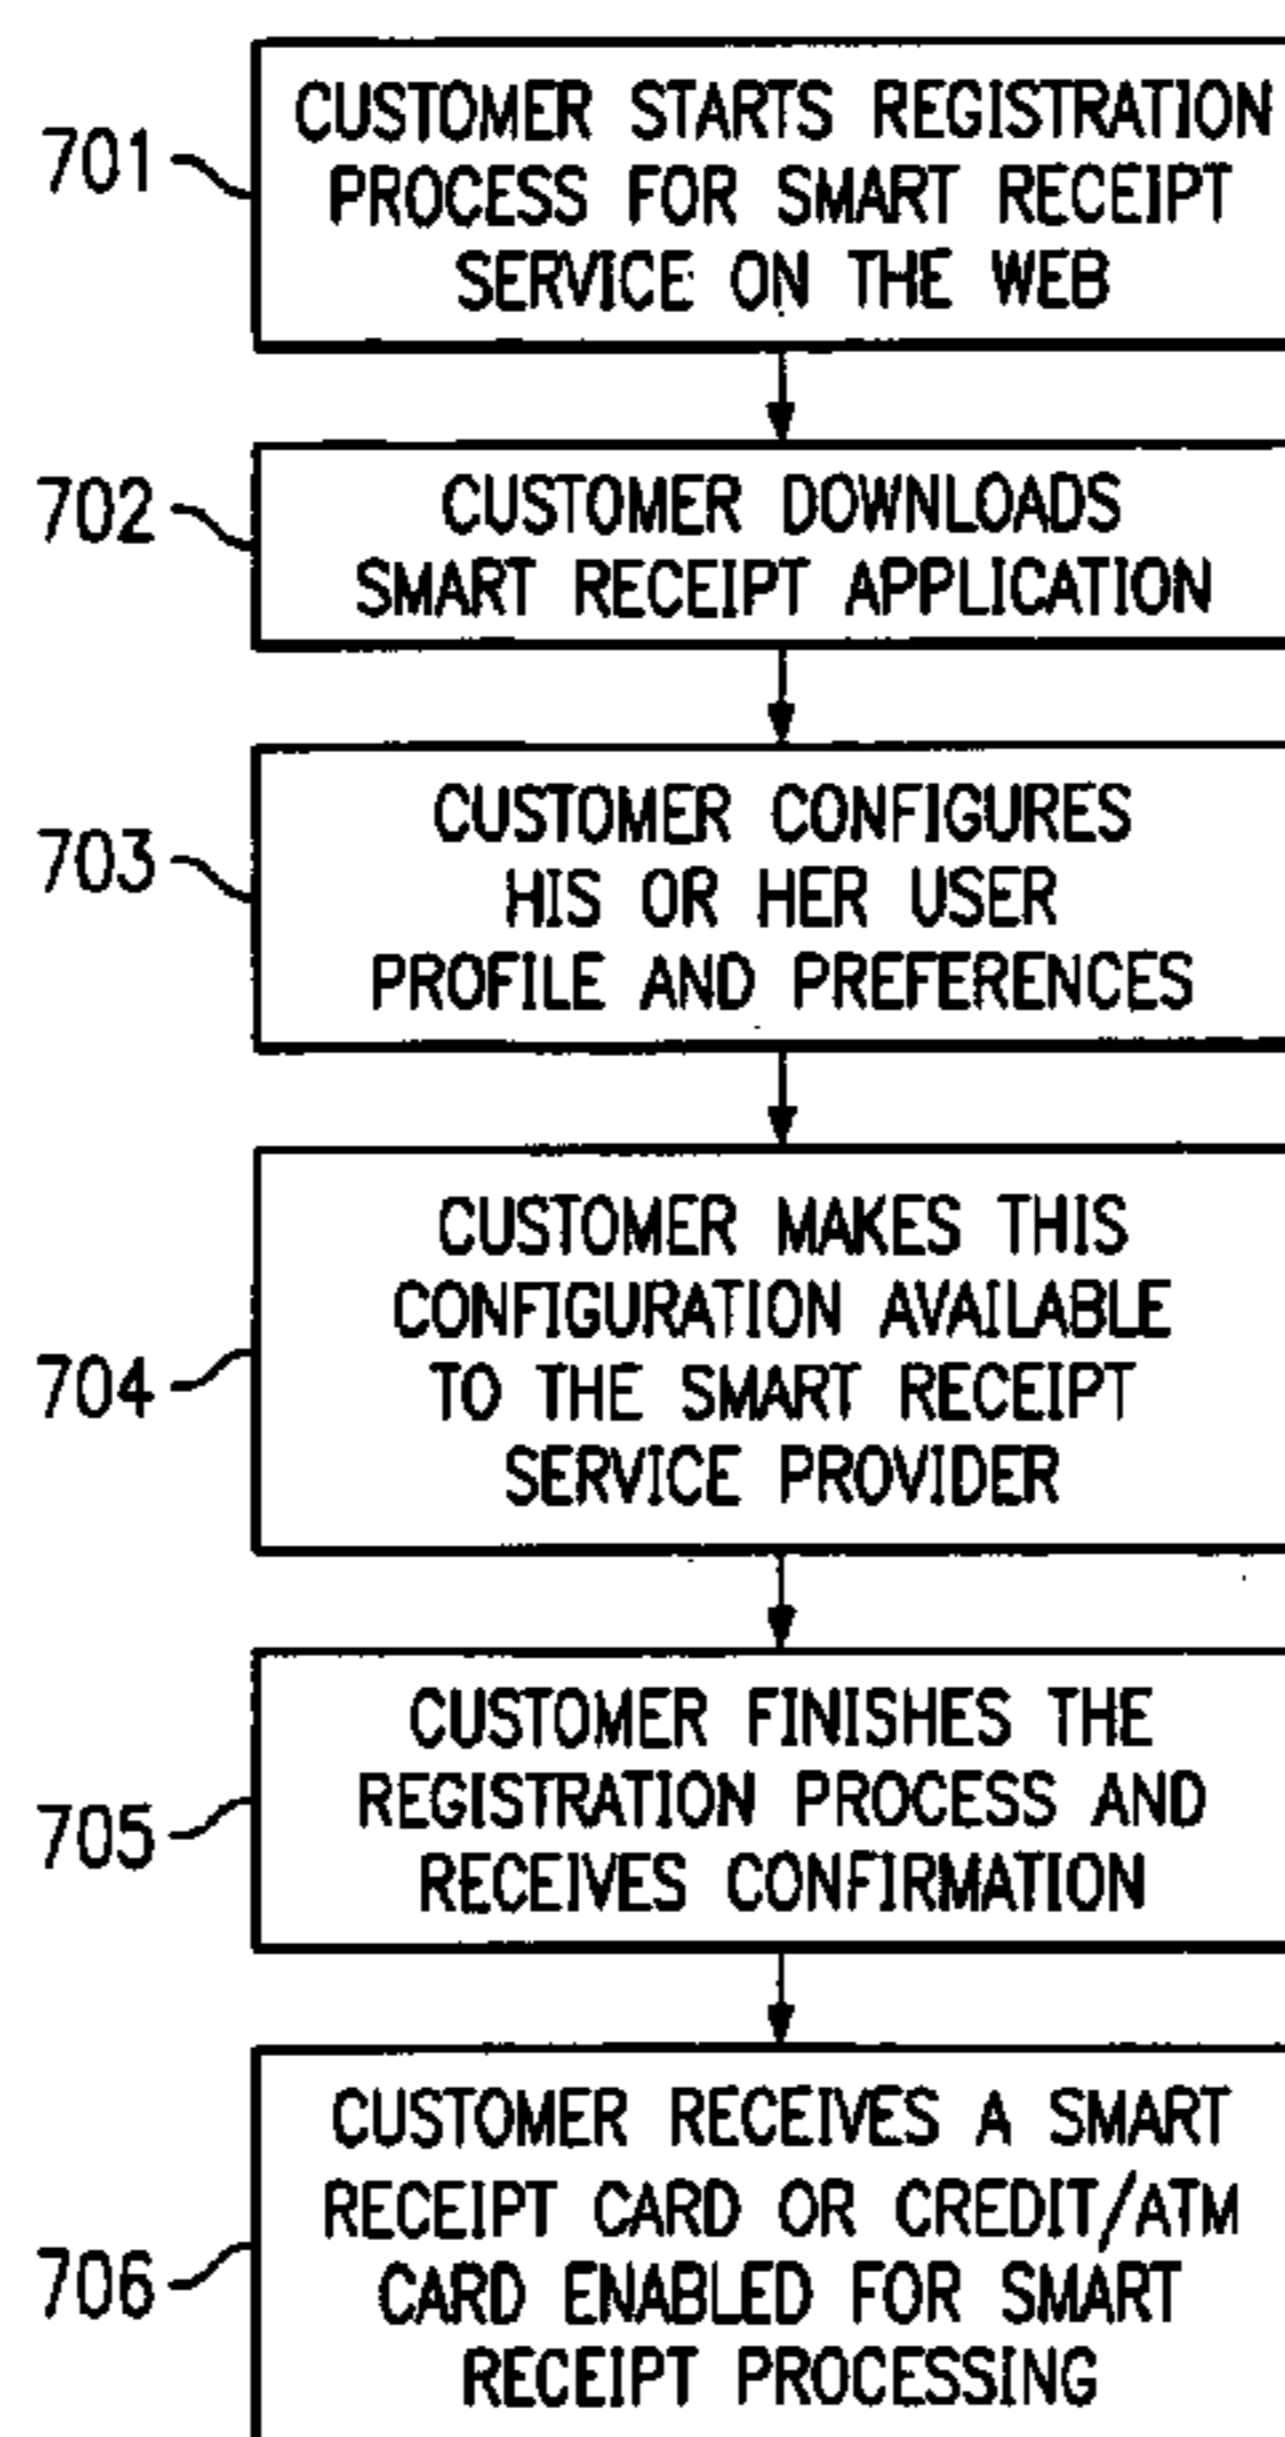 701
CUSTOMER STARTS REGISTRATION
PROCESS FOR SMART RECEIPT
SERVICE ON THE WEB
702
CUSTOMER DOWNLOADS
SMART RECEIPT APPLICATION
703
CUSTOMER CONFIGURES
HIS OR HER USER
PROFILE AND PREFERENCES
704
CUSTOMER MAKES THIS
CONFIGURATION AVAILABLE
TO THE SMART RECEIPT
SERVICE PROVIDER
705
CUSTOMER FINISHES THE
REGISTRATION PROCESS AND
RECEIVES CONFIRMATION
706
CUSTOMER RECEIVES A SMART
RECEIPT CARD OR CREDIT/ATM
CARD ENABLED FOR SMART
RECEIPT PROCESSING